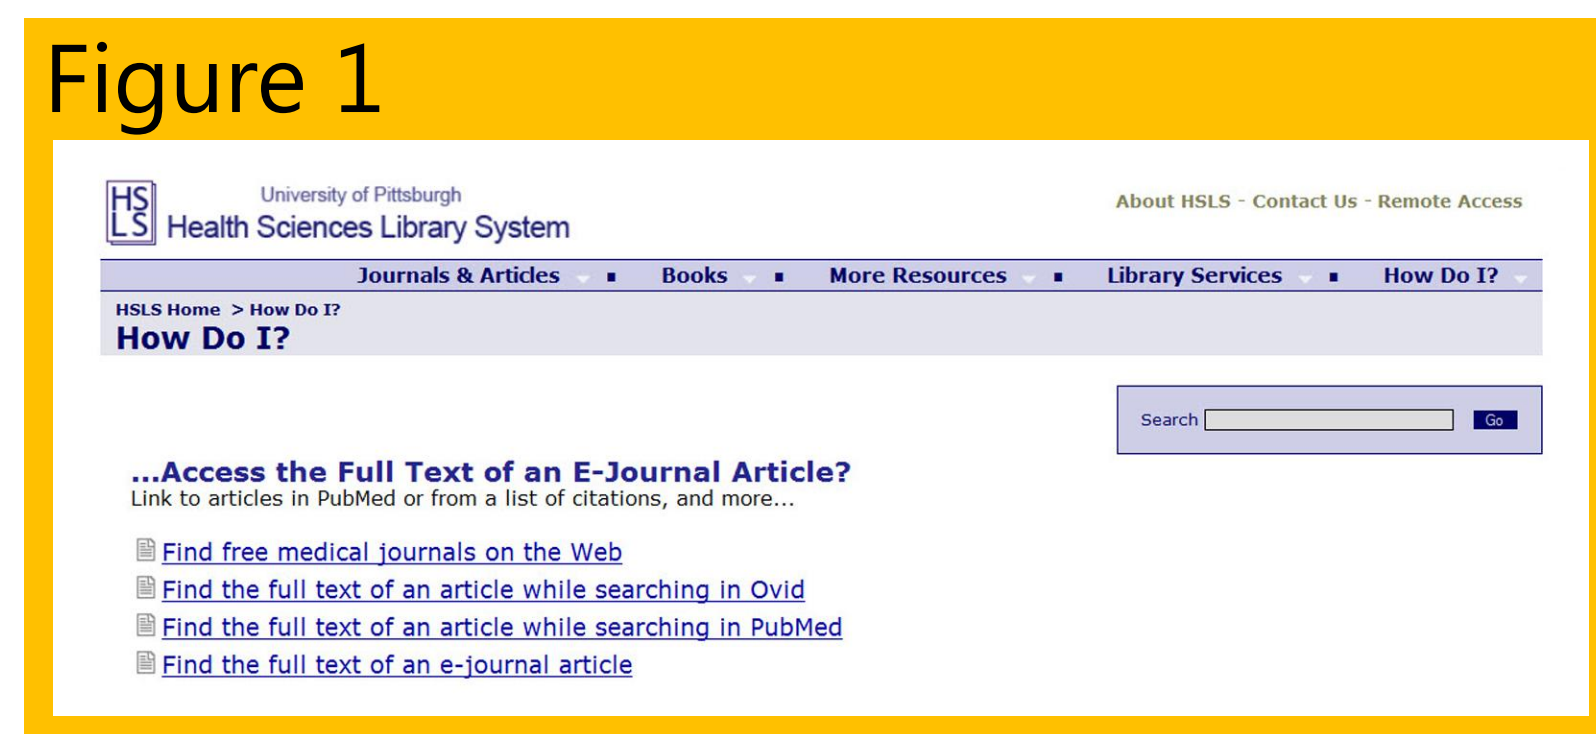 Figure 1
HS
LS
University of Pittsburgh
Health Sciences Library System
About HSLS - Contact Us - Remote Access
Journals & Articles ▪ Books ▪ More Resources ▪ Library Services ▪ How Do I?
HSLS Home > How Do I?
How Do I?
Search Go
...Access the Full Text of an E-Journal Article?
Link to articles in PubMed or from a list of citations, and more...
Find free medical journals on the Web
Find the full text of an article while searching in Ovid
Find the full text of an article while searching in PubMed
Find the full text of an e-journal article